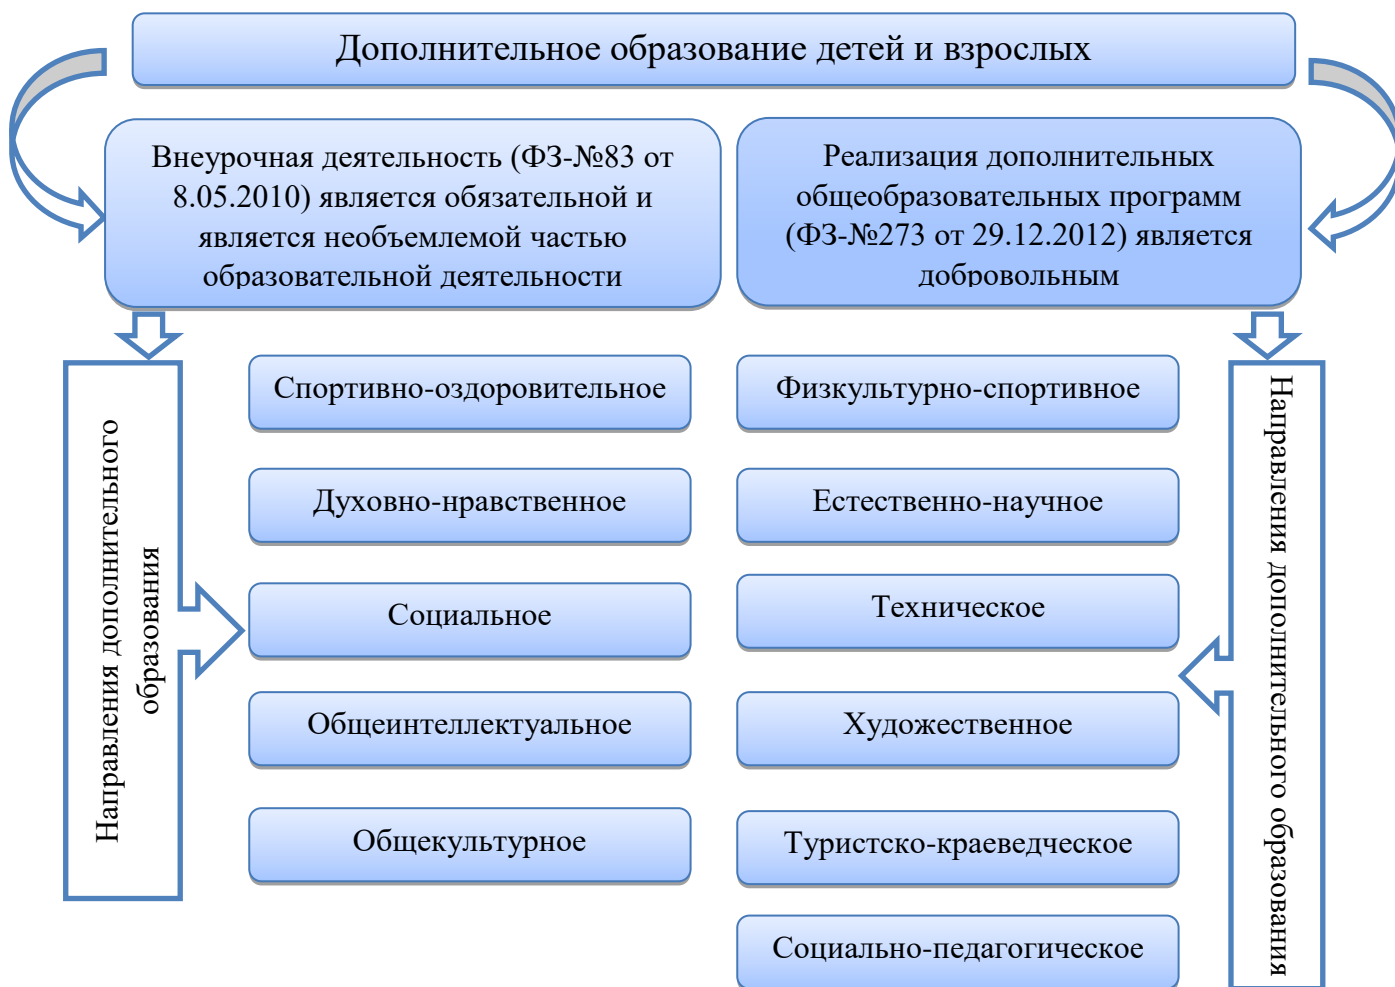 Дополнительное образование детей и взрослых
Внеурочная деятельность (ФЗ-№83 от
8.05.2010) является обязательной и
является необъемлемой частью
образовательной деятельности
Реализация дополнительных
общеобразовательных программ
(ФЗ-№273 от 29.12.2012) является
добровольным
Направления дополнительного
образования
Спортивно-оздоровительное
Духовно-нравственное
Социальное
Общеинтеллектуальное
Общекультурное
Физкультурно-спортивное
Естественно-научное
Техническое
Художественное
Туристско-краеведческое
Социально-педагогическое
Направления дополнительного образования